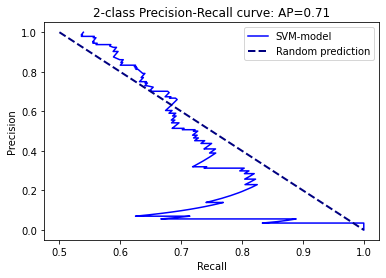 2-class Precision-Recall curve: AP=0.71
SVM-model
Random prediction
Precision
1.0
0.8
0.6
0.4
0.2
0.0
0.5
0.6
0.7
0.8
0.9
1.0
Recall